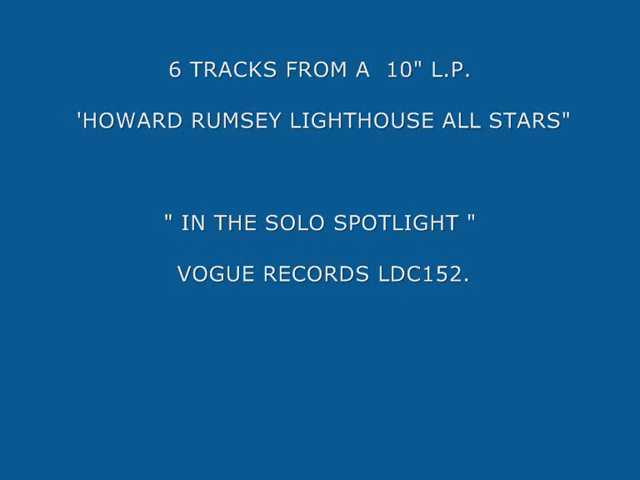 6 TRACKS FROM A  10" L.P.
'HOWARD RUMSEY LIGHTHOUSE ALL STARS"
" IN THE SOLO SPOTLIGHT "
VOGUE RECORDS LDC152.